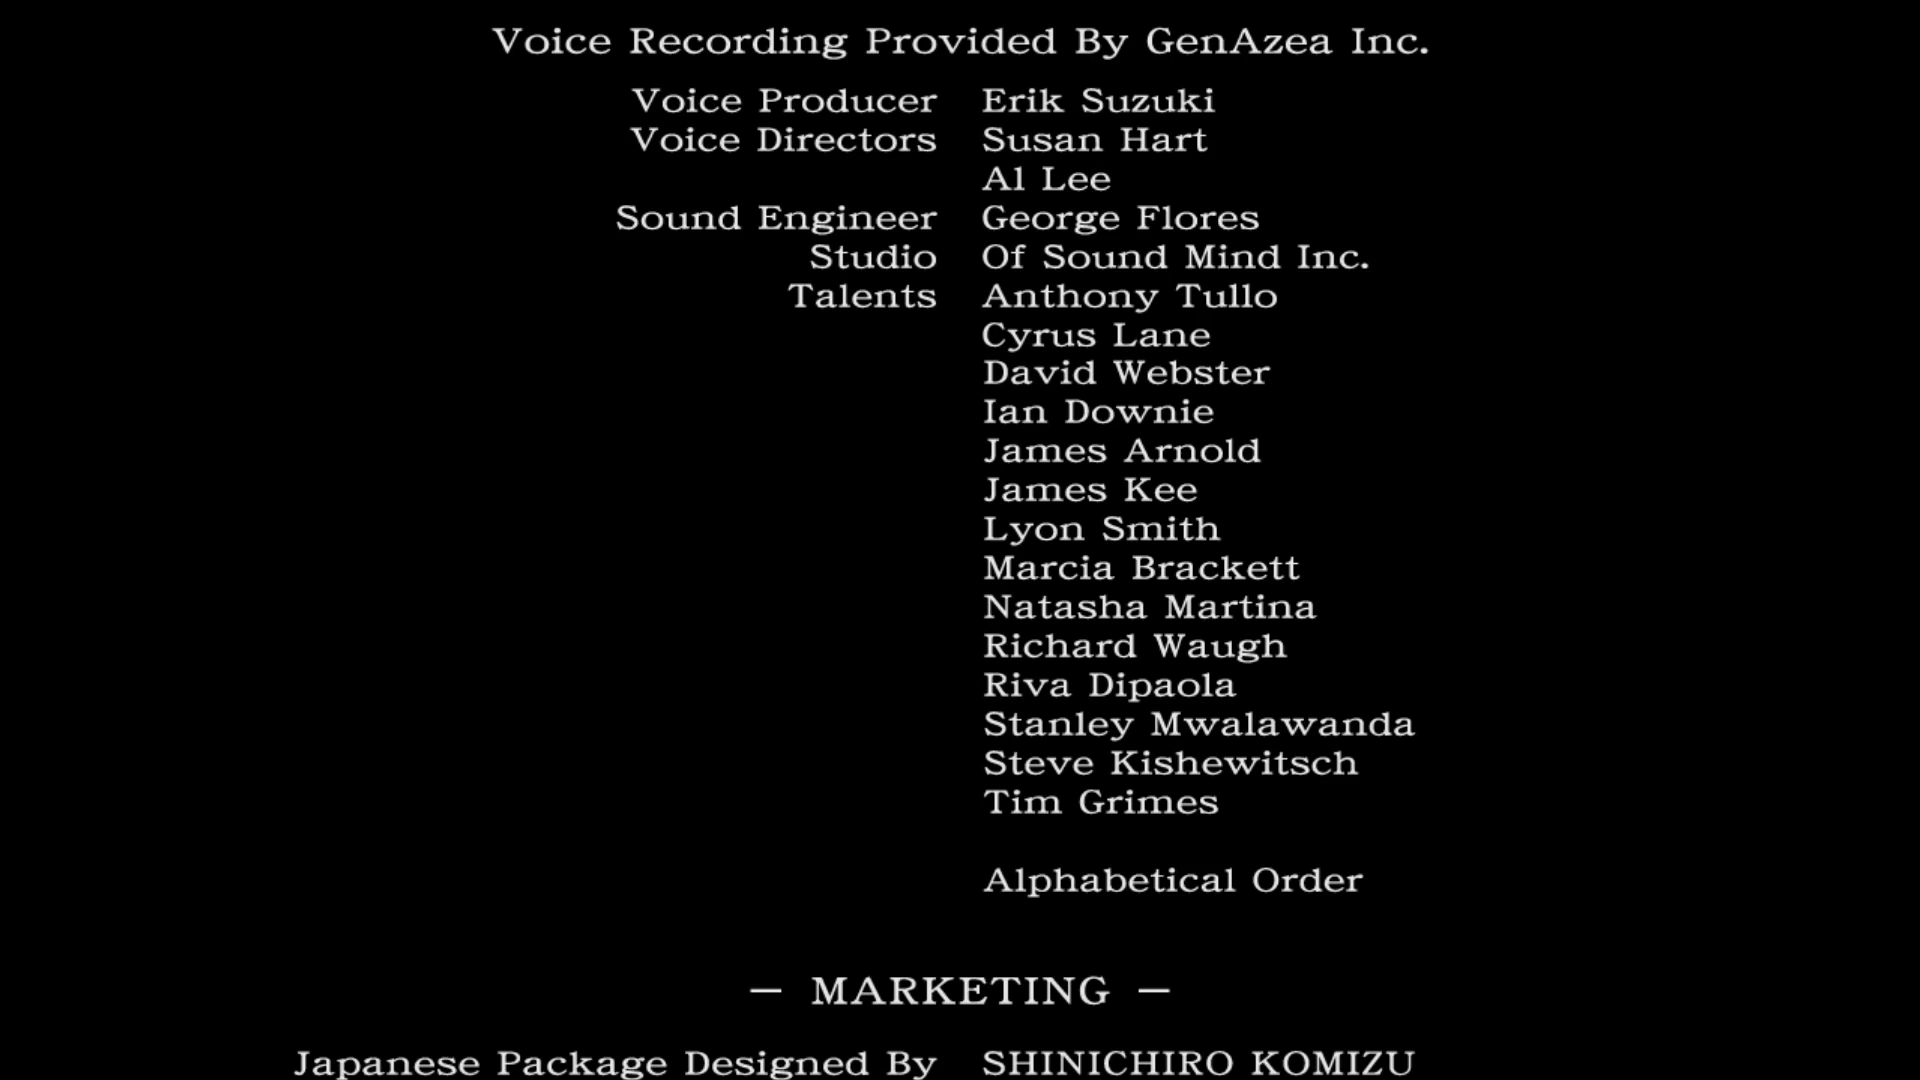 Voice Recording Provided By GenAzea Inc.
Voice Producer Erik Suzuki
Voice Directors Susan Hart
Al Lee
Sound Engineer George Flores
Studio Of Sound Mind Inc.
Talents Anthony Tullo
Cyrus Lane
David Webster
Ian Downie
James Arnold
James Kee
Lyon Smith
Marcia Brackett
Natasha Martina
Richard Waugh
Riva Dipaola
Stanley Mwalawanda
Steve Kishewitsch
Tim Grimes
Alphabetical Order
— MARKETING —
Japanese Package Designed By SHINICHIRO KOMIZU